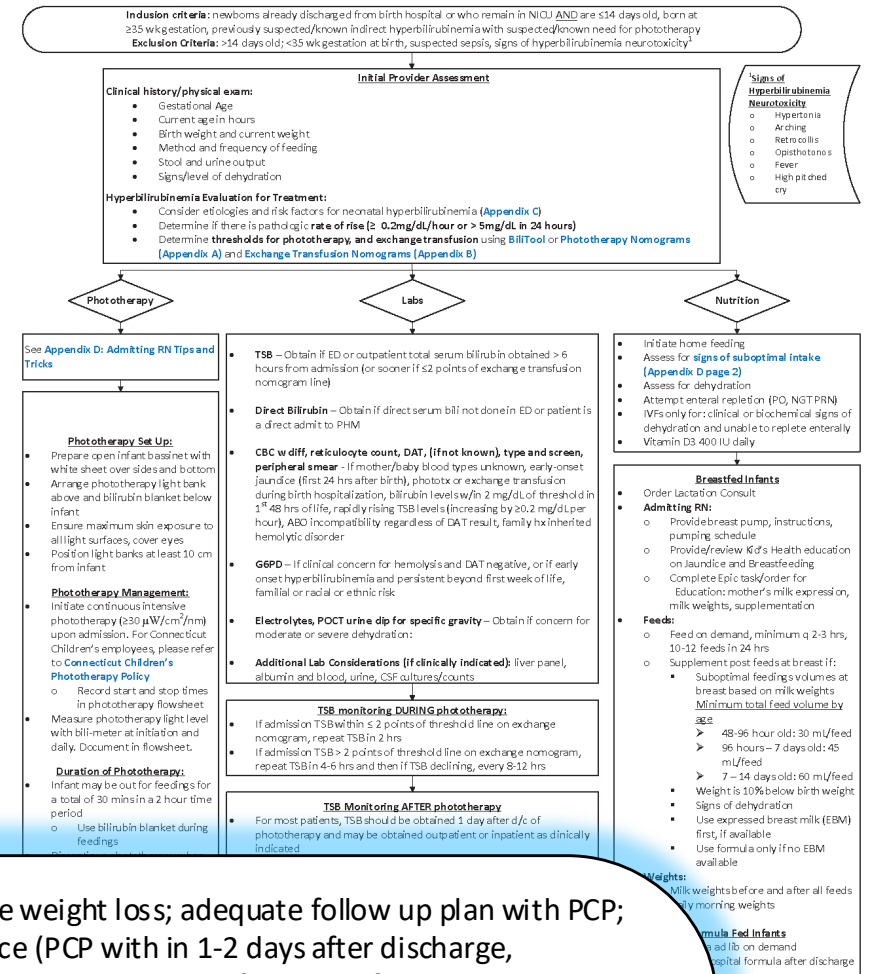 Inclusion criteria: newborns already discharged from birth hospital or who remain in NICU AND are ≤14 days old, born at
≥35 wk gestation, previously suspected/known indirect hyperbilirubinemia with suspected/known need for phototherapy
Exclusion Criteria: >14 days old; <35 wk gestation at birth, suspected sepsis, signs of hyperbilirubinemia neurotoxicity¹
Initial Provider Assessment
Clinical history/physical exam:
• Gestational Age
• Current age in hours
• Birth weight and current weight
• Method and frequency of feeding
• Stool and urine output
• Signs/level of dehydration
Hyperbilirubinemia Evaluation for Treatment:
• Consider etiologies and risk factors for neonatal hyperbilirubinemia (Appendix C)
• Determine if there is pathologic rate of rise (≥ 0.2mg/dL/hour or > 5mg/dL in 24 hours)
• Determine thresholds for phototherapy, and exchange transfusion using BiliTool or Phototherapy Nomograms
(Appendix A) and Exchange Transfusion Nomograms (Appendix B)
¹Signs of
Hyperbilirubinemia
Neurotoxicity
o Hypertonia
o Arching
o Retrocollis
o Opisthotonos
o Fever
o High pitched
cry
Phototherapy
Labs
Nutrition
See Appendix D: Admitting RN Tips and
Tricks
Phototherapy Set Up:
• Prepare open infant bassinet with
white sheet over sides and bottom
• Arrange phototherapy light bank
above and bilirubin blanket below
infant
• Ensure maximum skin exposure to
all light surfaces, cover eyes
• Position light banks at least 10 cm
from infant
Phototherapy Management:
• Initiate continuous intensive
phototherapy (≥30 µW/cm²/nm)
upon admission. For Connecticut
Children's employees, please refer
to Connecticut Children's
Phototherapy Policy
o Record start and stop times
in phototherapy flowsheet
• Measure phototherapy light level
with bili-meter at initiation and
daily. Document in flowsheet.
Duration of Phototherapy:
• Infant may be out for feedings for
a total of 30 mins in a 2 hour time
period
o Use bilirubin blanket during
feedings
• TSB – Obtain if ED or outpatient total serum bilirubin obtained > 6
hours from admission (or sooner if ≤2 points of exchange transfusion
nomogram line)
• Direct Bilirubin – Obtain if direct serum bili not done in ED or patient is
a direct admit to PHM
• CBC w diff, reticulocyte count, DAT, (if not known), type and screen,
peripheral smear - If mother/baby blood types unknown, early-onset
jaundice (first 24 hrs after birth), phototx or exchange transfusion
during birth hospitalization, bilirubin levels w/in 2 mg/dL of threshold in
1st 48 hrs of life, rapidly rising TSB levels (increasing by ≥0.2 mg/dL per
hour), ABO incompatibility regardless of DAT result, family hx inherited
hemolytic disorder
• G6PD – If clinical concern for hemolysis and DAT negative, or if early
onset hyperbilirubinemia and persistent beyond first week of life,
familial or racial or ethnic risk
• Electrolytes, POCT urine dip for specific gravity – Obtain if concern for
moderate or severe dehydration:
• Additional Lab Considerations (if clinically indicated): liver panel,
albumin and blood, urine, CSF cultures/counts
TSB monitoring DURING phototherapy:
• If admission TSB within ≤ 2 points of threshold line on exchange
nomogram, repeat TSB in 2 hrs
• If admission TSB > 2 points of threshold line on exchange nomogram,
repeat TSB in 4-6 hrs and then if TSB declining, every 8-12 hrs
TSB Monitoring AFTER phototherapy
• For most patients, TSB should be obtained 1 day after d/c of
phototherapy and may be obtained outpatient or inpatient as clinically
indicated
• Initiate home feeding
• Assess for signs of suboptimal intake
(Appendix D page 2)
• Assess for dehydration
• Attempt enteral repletion (PO, NGT PRN)
• IVFs only for: clinical or biochemical signs of
dehydration and unable to replete enterally
• Vitamin D3 400 IU daily
Breastfed Infants
• Order Lactation Consult
• Admitting RN:
o Provide breast pump, instructions,
pumping schedule
o Provide/review Kid's Health education
on Jaundice and Breastfeeding
o Complete Epic task/order for
Education: mother's milk expression,
milk weights, supplementation
• Feeds:
o Feed on demand, minimum q 2-3 hrs,
10-12 feeds in 24 hrs
o Supplement post feeds at breast if:
▪ Suboptimal feedings volumes at
breast based on milk weights
Minimum total feed volume by
age
➢ 48-96 hour old: 30 mL/feed
➢ 96 hours – 7 days old: 45
mL/feed
➢ 7 – 14 days old: 60 mL/feed
▪ Weight is 10% below birth weight
▪ Signs of dehydration
▪ Use expressed breast milk (EBM)
first, if available
▪ Use formula only if no EBM
available
Weights:
Milk weights before and after all feeds
morning weights
Fed Infants
ad lib on demand
formula after discharge
weight loss; adequate follow up plan with PCP;
(PCP with in 1-2 days after discharge,